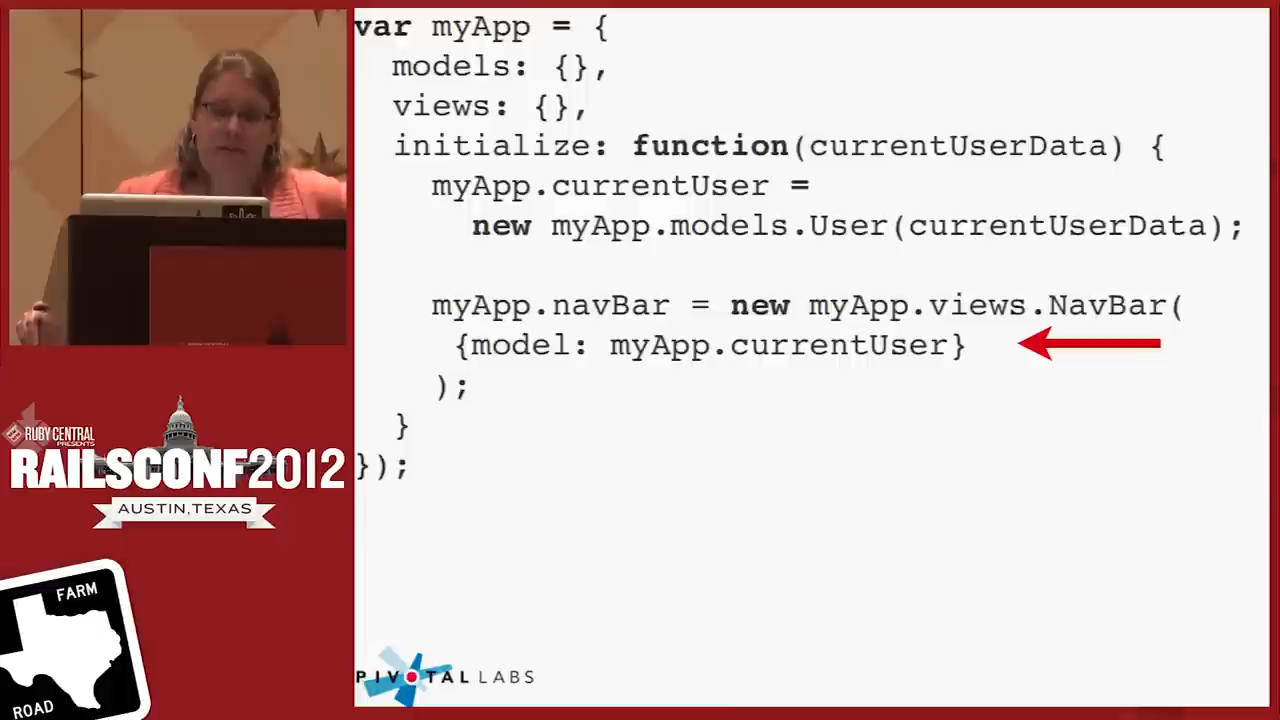 var myApp = {
models: {},
views: {},
initialize: function(currentUserData) {
myApp.currentUser =
new myApp.models.User(currentUserData);
myApp.navBar = new myApp.views.NavBar(
{model: myApp.currentUser}
);
}
});
RUBY CENTRAL
PRESENTS
RAILSCONF2012
AUSTIN,TEXAS
FARM
ROAD
PIVOTAL LABS